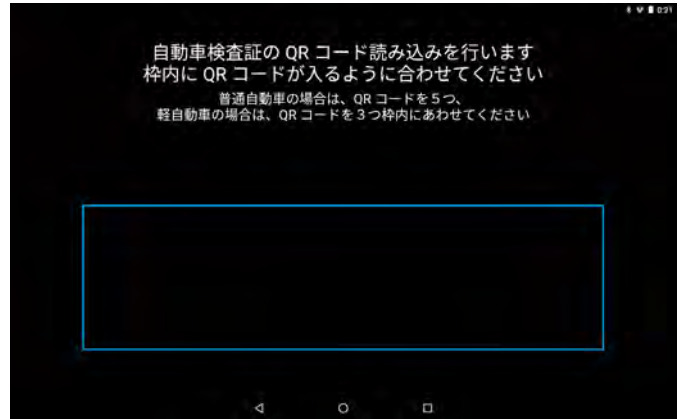 0:21
自動車検査証の QR コード読み込みを行います
枠内に QR コードが入るように合わせてください
普通自動車の場合は、QR コードを５つ、
軽自動車の場合は、QR コードを３つ枠内にあわせてください